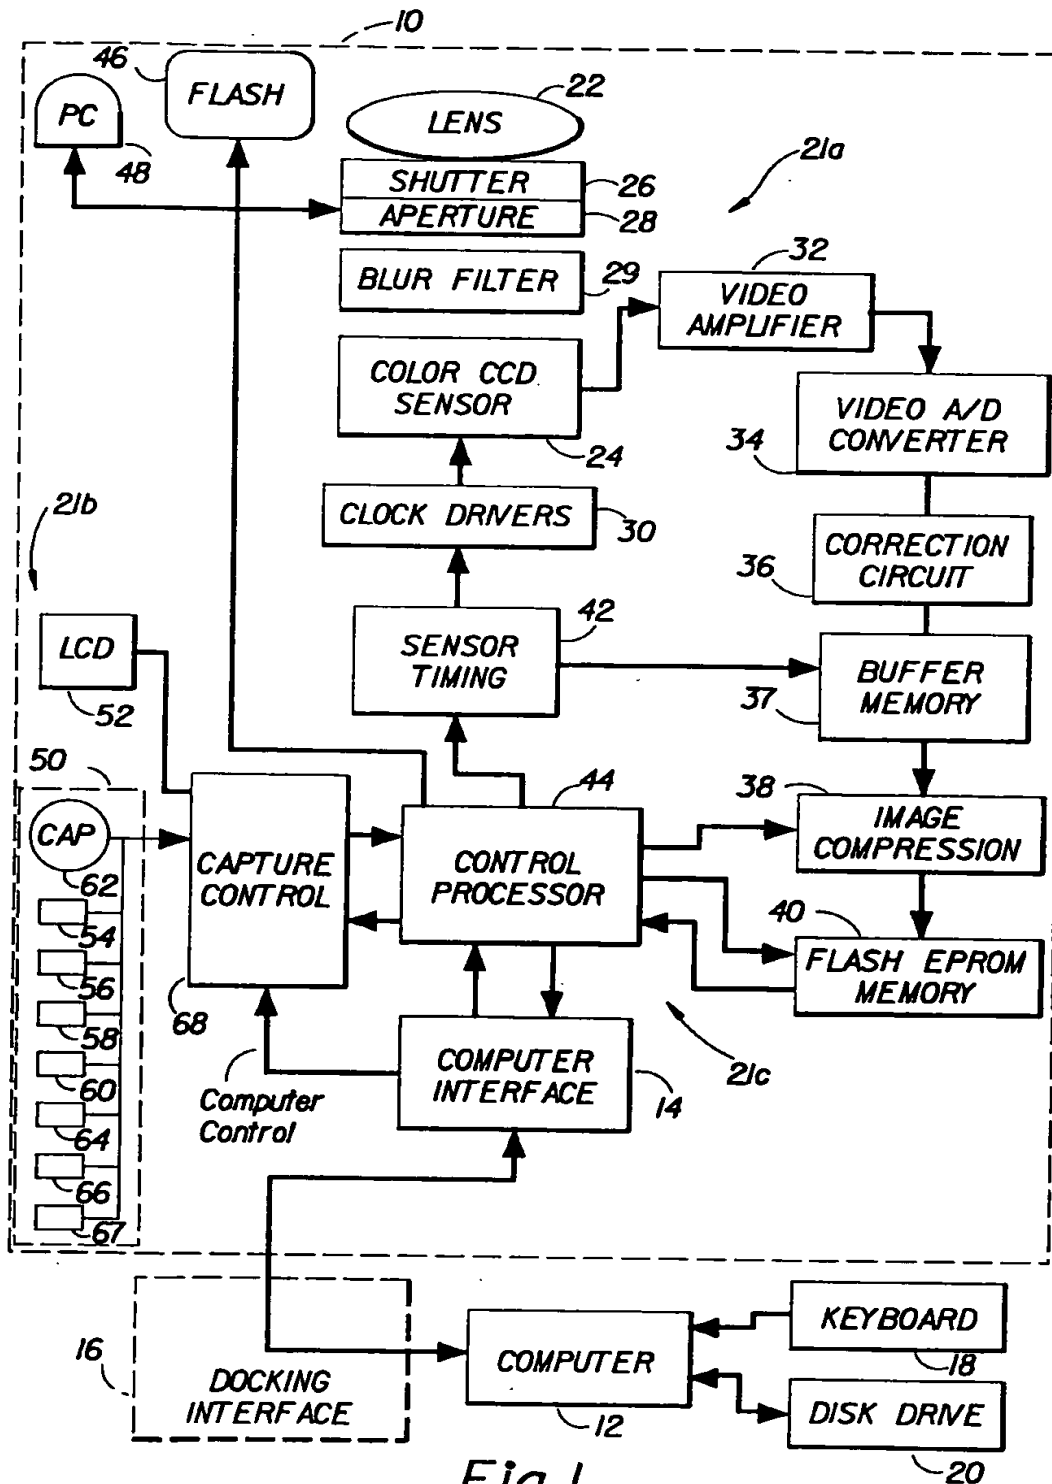 10
46
FLASH
PC
48
22
LENS
21a
SHUTTER
26
APERTURE
28
BLUR FILTER
29
32
VIDEO
AMPLIFIER
COLOR CCD
SENSOR
24
VIDEO A/D
CONVERTER
34
21b
CLOCK DRIVERS
30
CORRECTION
CIRCUIT
36
LCD
52
SENSOR
TIMING
42
BUFFER
MEMORY
37
50
CAP
62
54
56
58
60
64
66
67
CAPTURE
CONTROL
68
44
CONTROL
PROCESSOR
38
IMAGE
COMPRESSION
40
FLASH EPROM
MEMORY
21c
Computer
Control
COMPUTER
INTERFACE
14
16
DOCKING
INTERFACE
COMPUTER
12
KEYBOARD
18
DISK DRIVE
20
Fig. 1